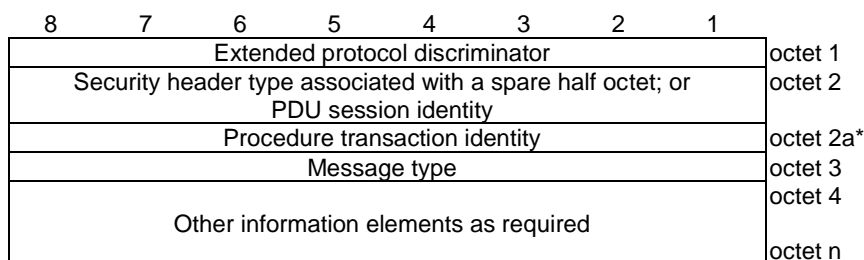 8 7 6 5 4 3 2 1
Extended protocol discriminator octet 1
Security header type associated with a spare half octet; or octet 2
PDU session identity
Procedure transaction identity octet 2a*
Message type octet 3
octet 4
Other information elements as required
octet n